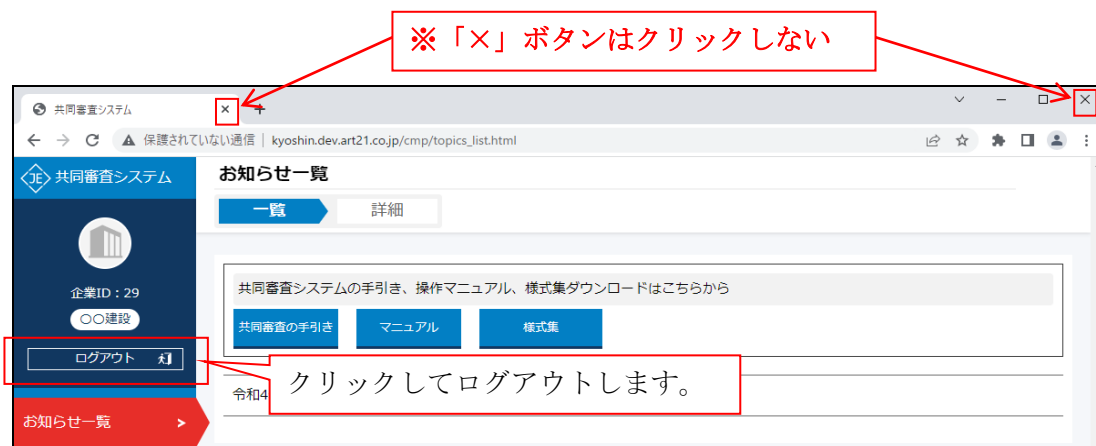 ※「×」ボタンはクリックしない
共同審査システム
保護されていない通信 | kyoshin.dev.art21.co.jp/cmp/topics_list.html
JE 共同審査システム
お知らせ一覧
一覧
詳細
企業ID:29
〇〇建設
ログアウト
共同審査システムの手引き、操作マニュアル、様式集ダウンロードはこちらから
共同審査の手引き
マニュアル
様式集
クリックしてログアウトします。
令和4
お知らせ一覧 >